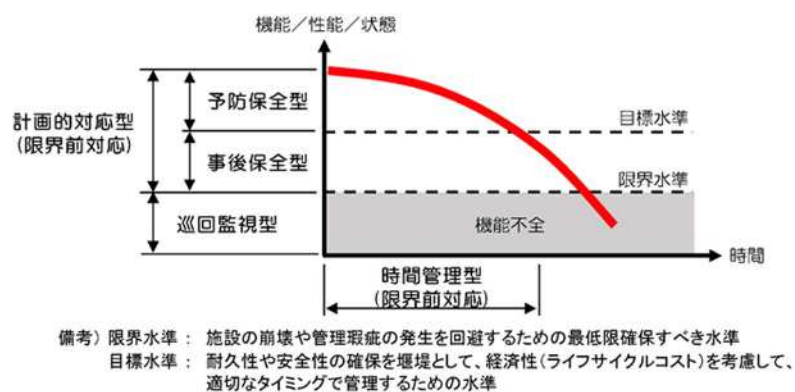 機能／性能／状態
予防保全型
計画的対応型
(限界前対応)
目標水準
事後保全型
限界水準
巡回監視型
機能不全
時間
時間管理型
(限界前対応)
備考) 限界水準： 施設の崩壊や管理瑕疵の発生を回避するための最低限確保すべき水準
目標水準： 耐久性や安全性の確保を堰堤として、経済性(ライフサイクルコスト)を考慮して、
適切なタイミングで管理するための水準